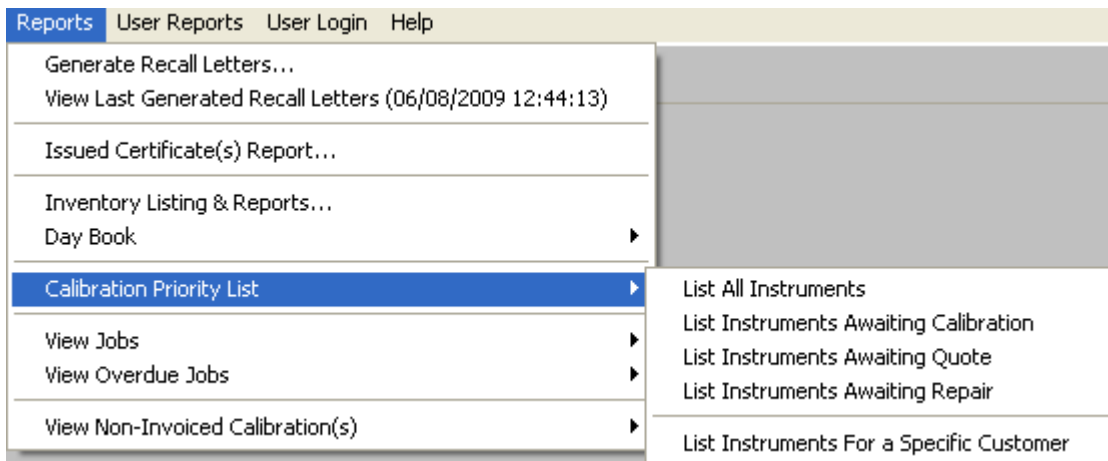 Reports User Reports User Login Help
Generate Recall Letters...
View Last Generated Recall Letters (06/08/2009 12:44:13)
Issued Certificate(s) Report...
Inventory Listing & Reports...
Day Book
Calibration Priority List
View Jobs
View Overdue Jobs
View Non-Invoiced Calibration(s)
List All Instruments
List Instruments Awaiting Calibration
List Instruments Awaiting Quote
List Instruments Awaiting Repair
List Instruments For a Specific Customer